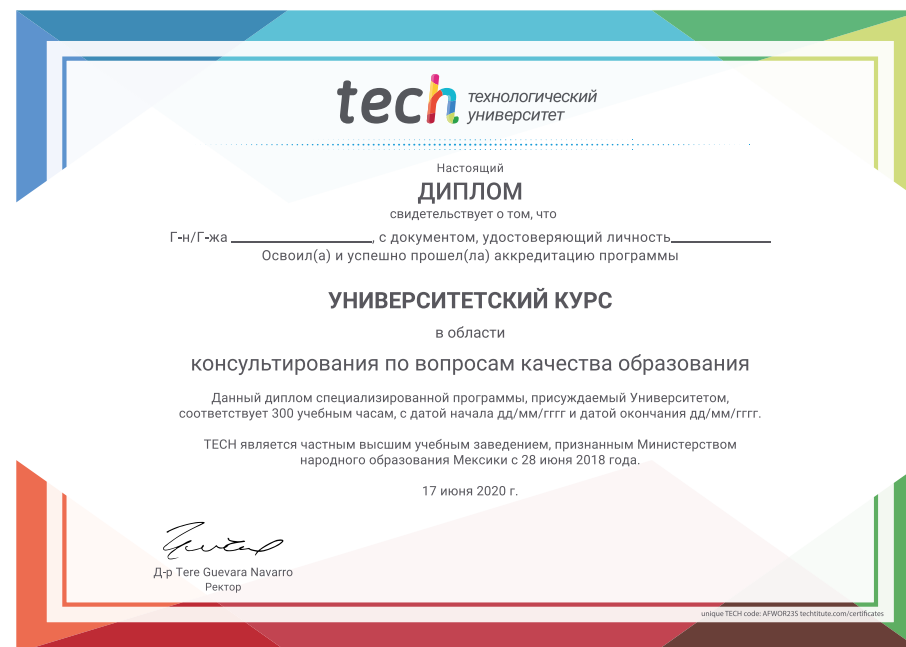 tech технологический
университет
Настоящий
ДИПЛОМ
свидетельствует о том, что
Г-н/Г-жа ____________________, с документом, удостоверяющий личность______________
Освоил(а) и успешно прошел(ла) аккредитацию программы
УНИВЕРСИТЕТСКИЙ КУРС
в области
консультирования по вопросам качества образования
Данный диплом специализированной программы, присуждаемый Университетом,
соответствует 300 учебным часам, с датой начала дд/мм/гггг и датой окончания дд/мм/гггг.
TECH является частным высшим учебным заведением, признанным Министерством
народного образования Мексики с 28 июня 2018 года.
17 июня 2020 г.
Д-р Tere Guevara Navarro
Ректор
unique TECH code: AFWOR23S techtitute.com/certificates